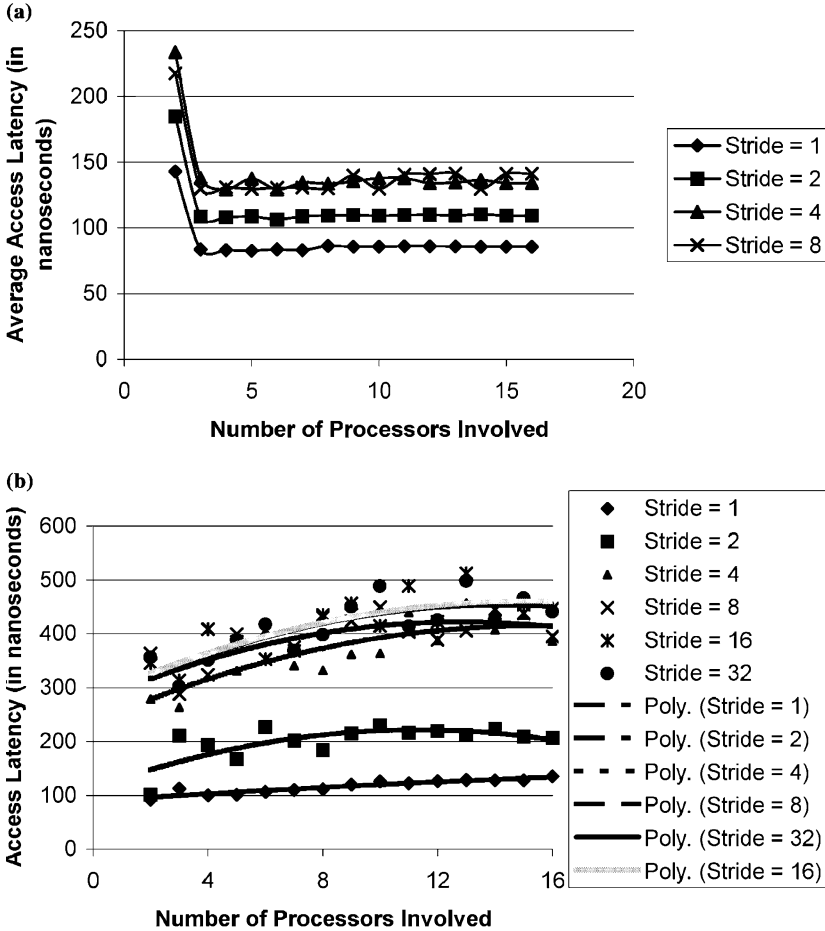 (a)
250
200
150
100
50
0
0
5
10
15
20
Average Access Latency (in
nanoseconds)
Number of Processors Involved
Stride = 1
Stride = 2
Stride = 4
Stride = 8
(b)
600
500
400
300
200
100
0
0
4
8
12
16
Access Latency (in nanoseconds)
Number of Processors Involved
Stride = 1
Stride = 2
Stride = 4
Stride = 8
Stride = 16
Stride = 32
Poly. (Stride = 1)
Poly. (Stride = 2)
Poly. (Stride = 4)
Poly. (Stride = 8)
Poly. (Stride = 32)
Poly. (Stride = 16)